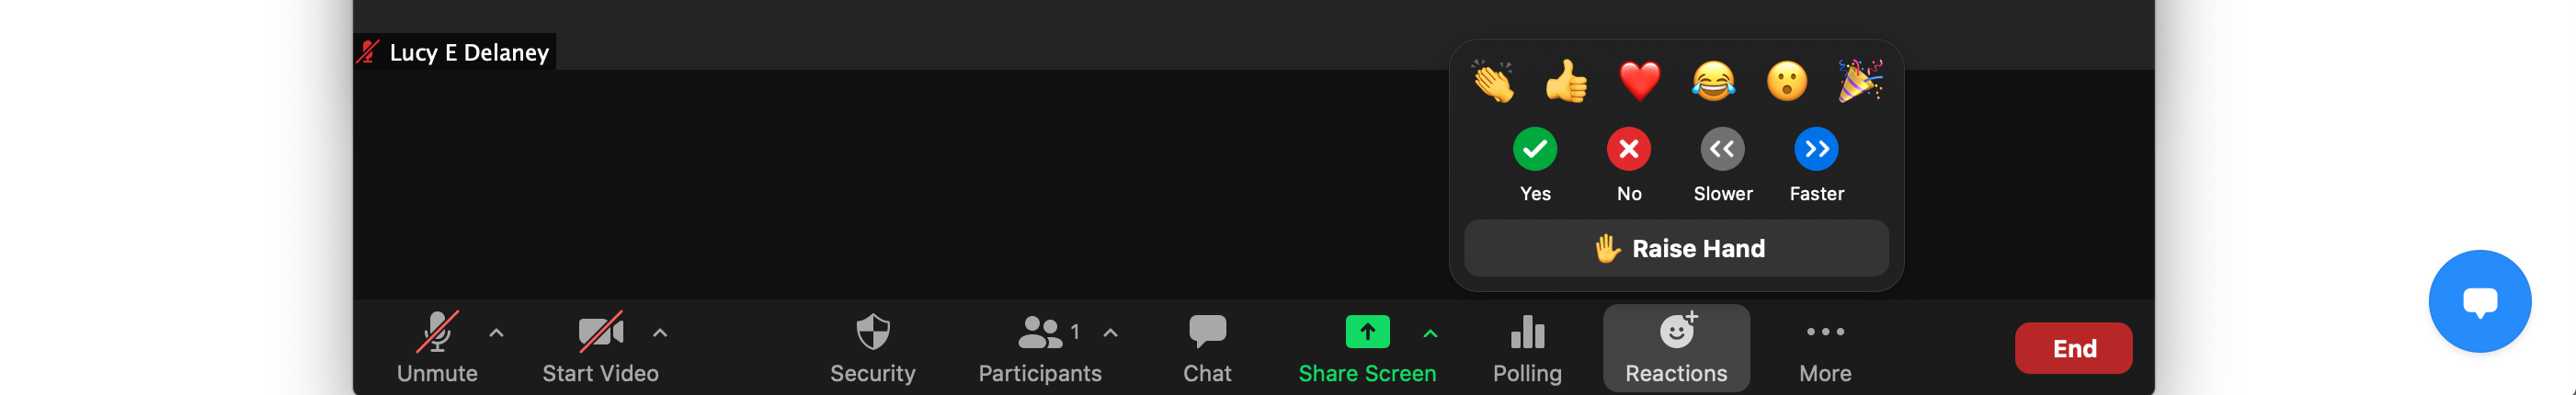 Lucy E Delaney
Yes No Slower Faster
Raise Hand
1
Unmute Start Video Security Participants Chat Share Screen Polling Reactions More End